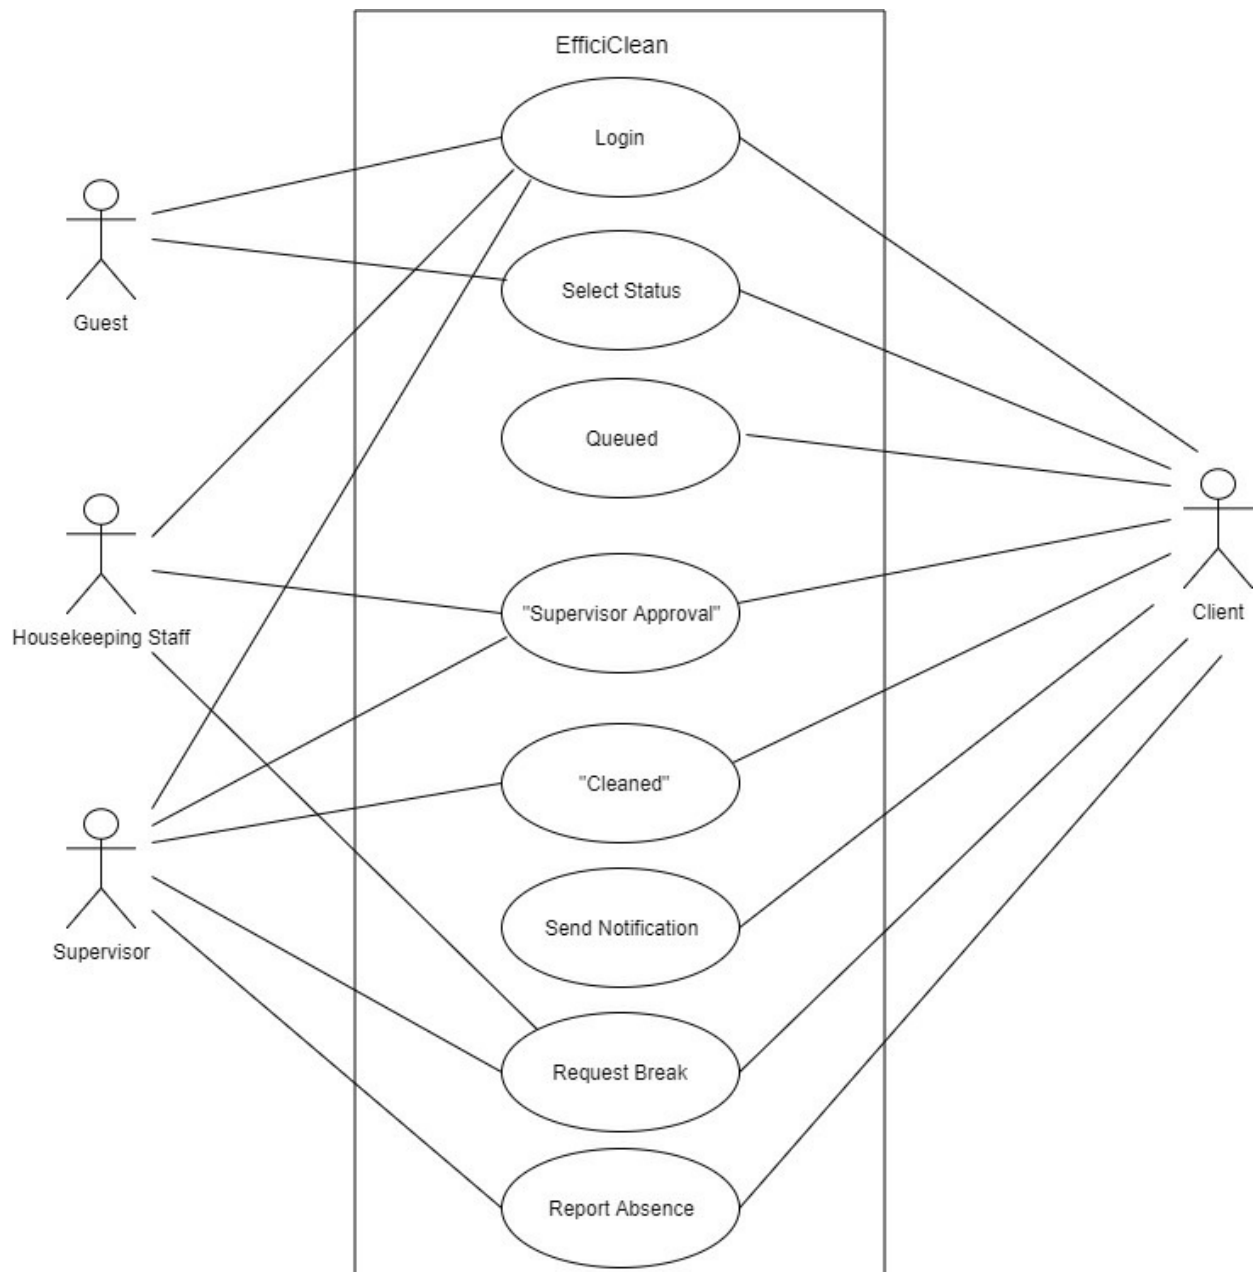 EfficiClean
Login
Select Status
Guest
Queued
"Supervisor Approval"
Client
Housekeeping Staff
"Cleaned"
Send Notification
Supervisor
Request Break
Report Absence